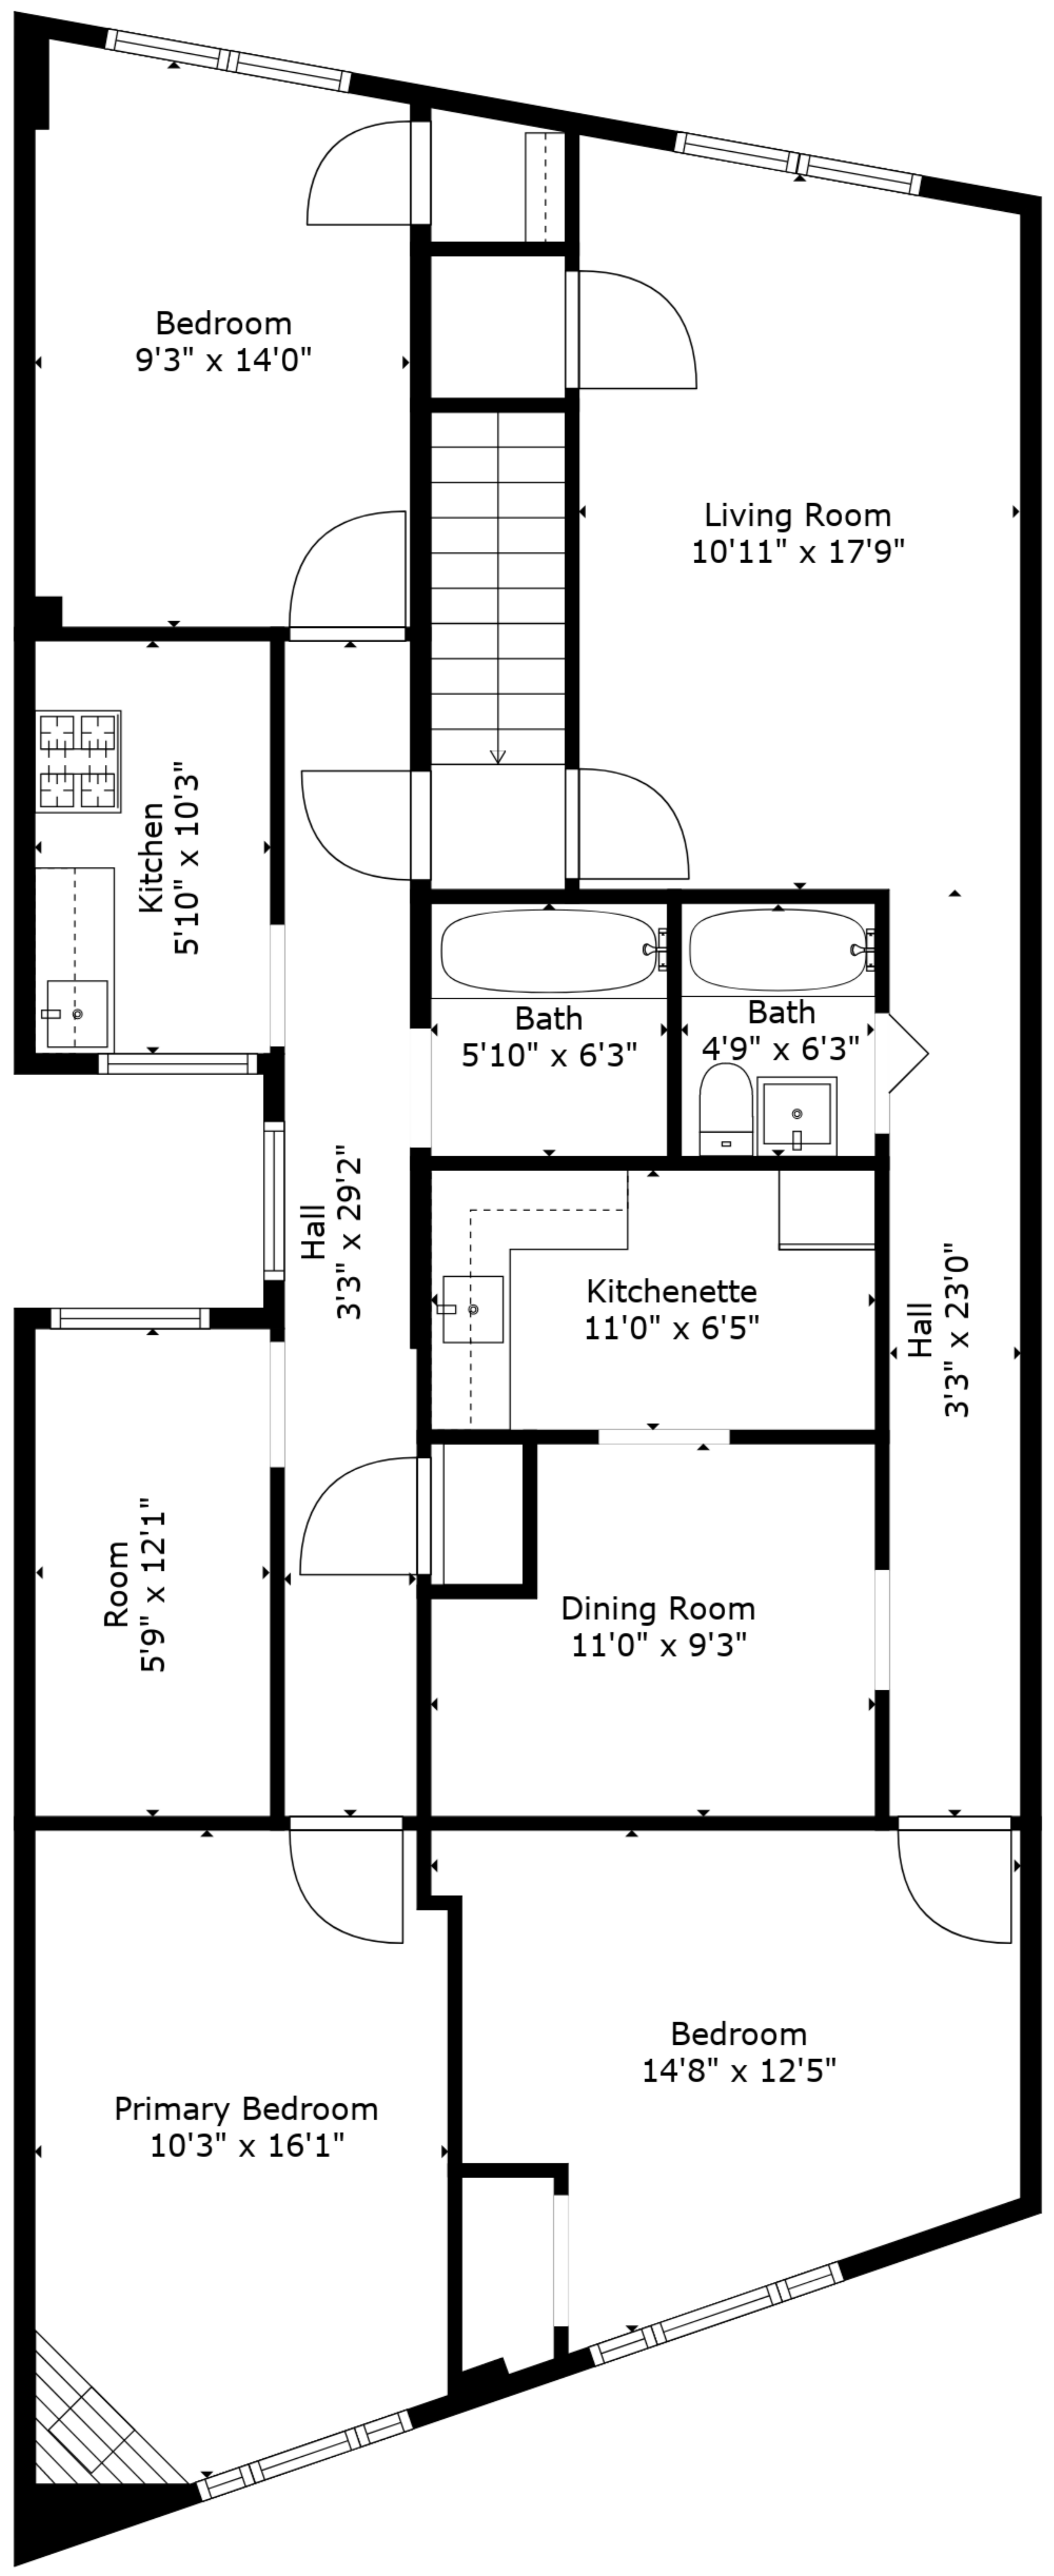 Bedroom
9'3" x 14'0"
Living Room
10'11" x 17'9"
Kitchen
5'10" x 10'3"
Bath
5'10" x 6'3"
Bath
4'9" x 6'3"
Hall
3'3" x 29'2"
Kitchenette
11'0" x 6'5"
Hall
3'3" x 23'0"
Room
5'9" x 12'1"
Dining Room
11'0" x 9'3"
Bedroom
14'8" x 12'5"
Primary Bedroom
10'3" x 16'1"